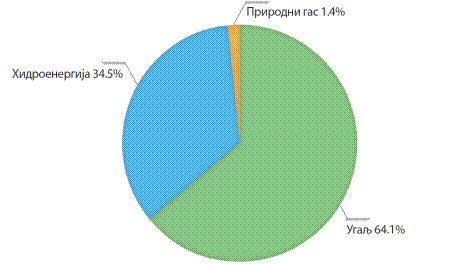 Природни гас 1.4%
Хидроенергија 34.5%
Угаљ 64.1%